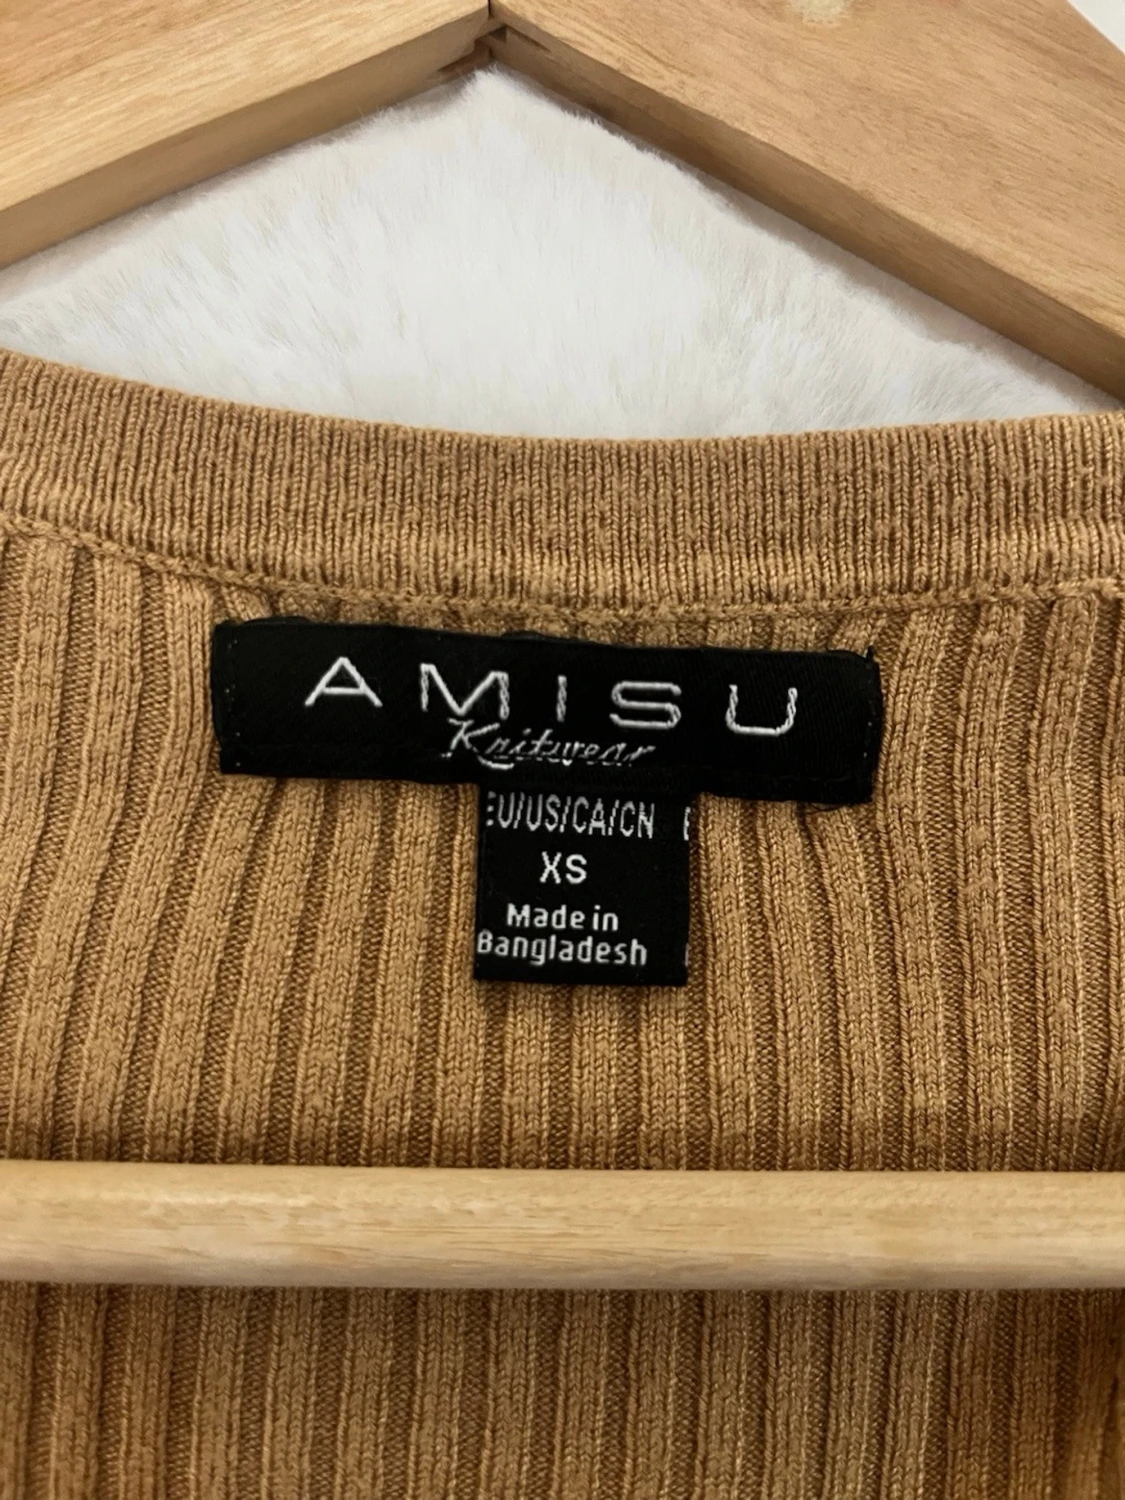 AMISU
Knitwear
EU/US/CA/CN
XS
Made in
Bangladesh